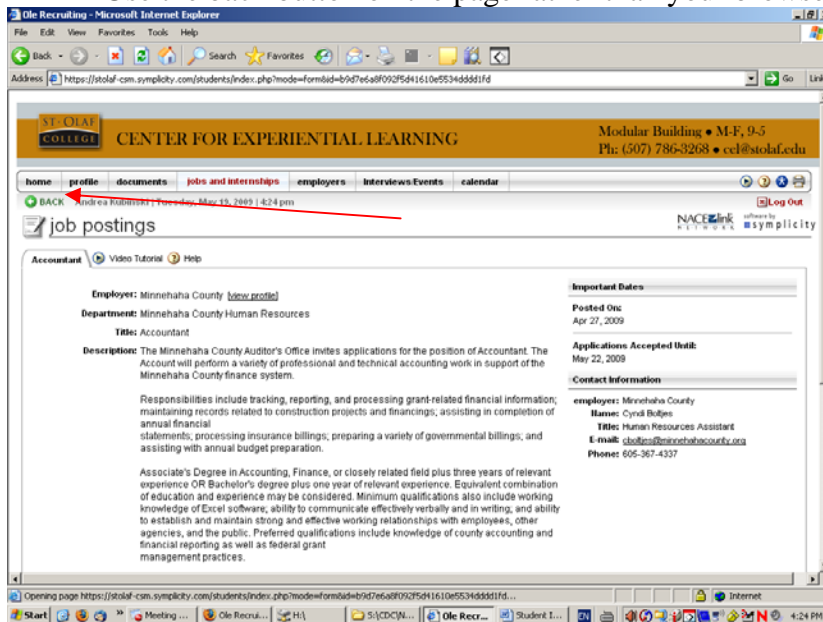 Use the back button on the page rather than your browse
Ole Recruiting - Microsoft Internet Explorer
File Edit View Favorites Tools Help
Back Search Favorites
Address https://stolaf-csm.symplicity.com/students/index.php?mode=form&id=b9d7e6a8f092f5d41610e5534dddd1fd Go Link
ST· OLAF
COLLEGE
CENTER FOR EXPERIENTIAL LEARNING
Modular Building • M-F, 9-5
Ph: (507) 786-3268 • cel@stolaf.edu
home profile documents jobs and internships employers Interviews/Events calendar
BACK Andrea Kubinski | Tuesday, May 19, 2009 | 4:24 pm Log Out
job postings
NACElink
NETWORK
software by
symplicity
Accountant Video Tutorial Help
Employer: Minnehaha County [view profile]
Department: Minnehaha County Human Resources
Title: Accountant
Description: The Minnehaha County Auditor's Office invites applications for the position of Accountant. The
Account will perform a variety of professional and technical accounting work in support of the
Minnehaha County finance system.
Responsibilities include tracking, reporting, and processing grant-related financial information;
maintaining records related to construction projects and financings; assisting in completion of
annual financial
statements; processing insurance billings; preparing a variety of governmental billings; and
assisting with annual budget preparation.
Associate's Degree in Accounting, Finance, or closely related field plus three years of relevant
experience OR Bachelor's degree plus one year of relevant experience. Equivalent combination
of education and experience may be considered. Minimum qualifications also include working
knowledge of Excel software; ability to communicate effectively verbally and in writing; and ability
to establish and maintain strong and effective working relationships with employees, other
agencies, and the public. Preferred qualifications include knowledge of county accounting and
financial reporting as well as federal grant
management practices.
Important Dates
Posted On:
Apr 27, 2009
Applications Accepted Until:
May 22, 2009
Contact Information
employer: Minnehaha County
Name: Cyndi Boltjes
Title: Human Resources Assistant
E-mail: cboltjes@minnehahacounty.org
Phone: 605-367-4337
Opening page https://stolaf-csm.symplicity.com/students/index.php?mode=form&id=b9d7e6a8f092f5d41610e5534dddd1fd... Internet
Start Meeting ... Ole Recrui... H:\ S:\CDC\N... Ole Recr... Student I... EN 4:24 PM